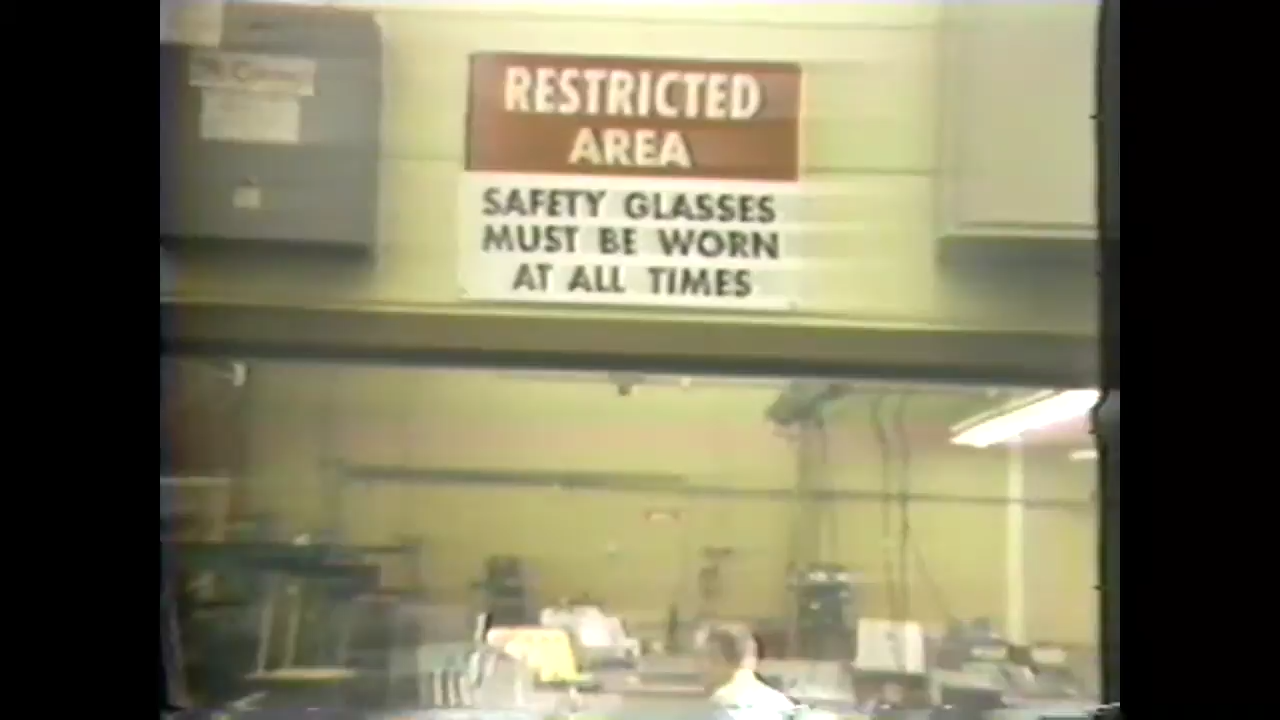 RESTRICTED
AREA
SAFETY GLASSES
MUST BE WORN
AT ALL TIMES